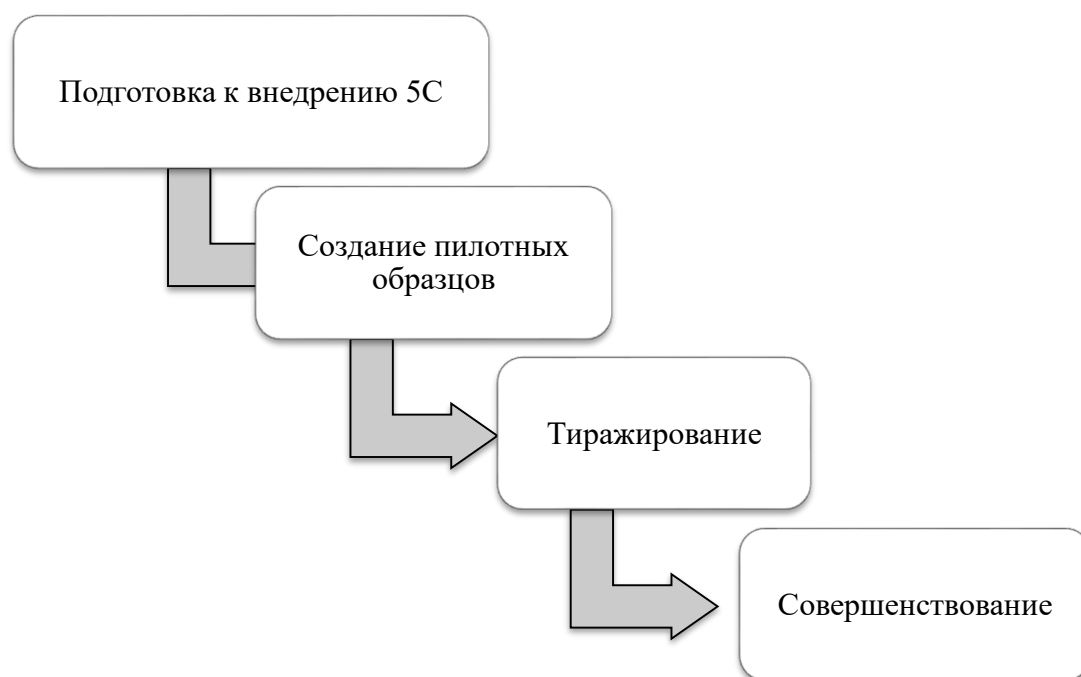 Подготовка к внедрению 5С
Создание пилотных
образцов
Тиражирование
Совершенствование